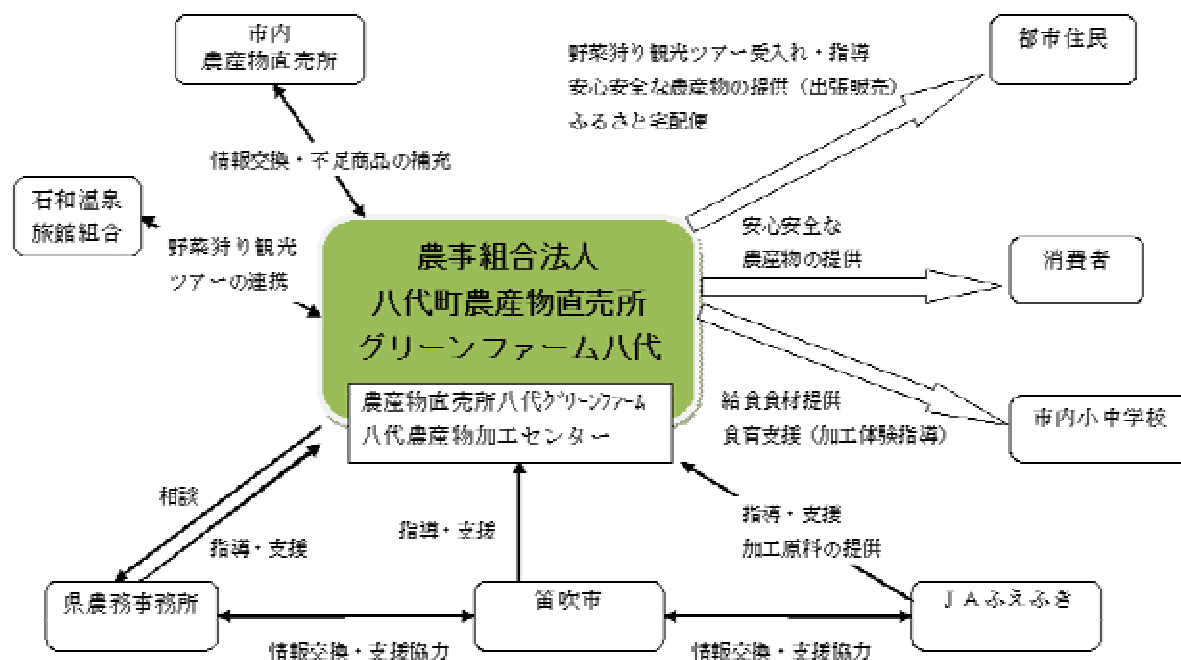 市内
農産物直売所
野菜狩り観光ツアー受入れ・指導
安心安全な農産物の提供（出張販売）
ふるさと宅配便
都市住民
情報交換・不足商品の補充
石和温泉
旅館組合
野菜狩り観光
ツアーの連携
農事組合法人
八代町農産物直売所
グリーンファーム八代
安心安全な
農産物の提供
消費者
農産物直売所八代ｸﾞﾘｰﾝﾌｧｰﾑ
八代農産物加工センター
給食食材提供
食育支援（加工体験指導）
市内小中学校
相談
指導・支援
指導・支援
指導・支援
加工原料の提供
県農務事務所
笛吹市
ＪＡふえふき
情報交換・支援協力
情報交換・支援協力